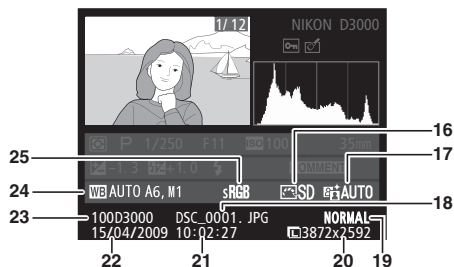 1/ 12
NIKON D3000
P 1/250 F11 ISO 100 35mm
-1. 3 +1. 0 COMMENT
16
25
17
24
WB AUTO A6, M1 sRGB SD AUTO
18
23
100D3000 DSC_0001. JPG NORMAL
15/04/2009 10:02:27 L 3872x2592
22 21 20 19